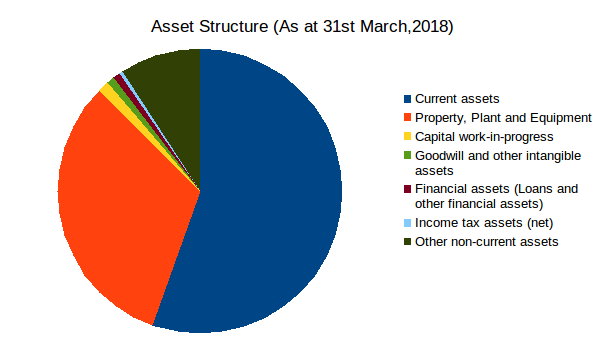 Asset Structure (As at 31st March,2018)
Current assets
Property, Plant and Equipment
Capital work-in-progress
Goodwill and other intangible
assets
Financial assets (Loans and
other financial assets)
Income tax assets (net)
Other non-current assets